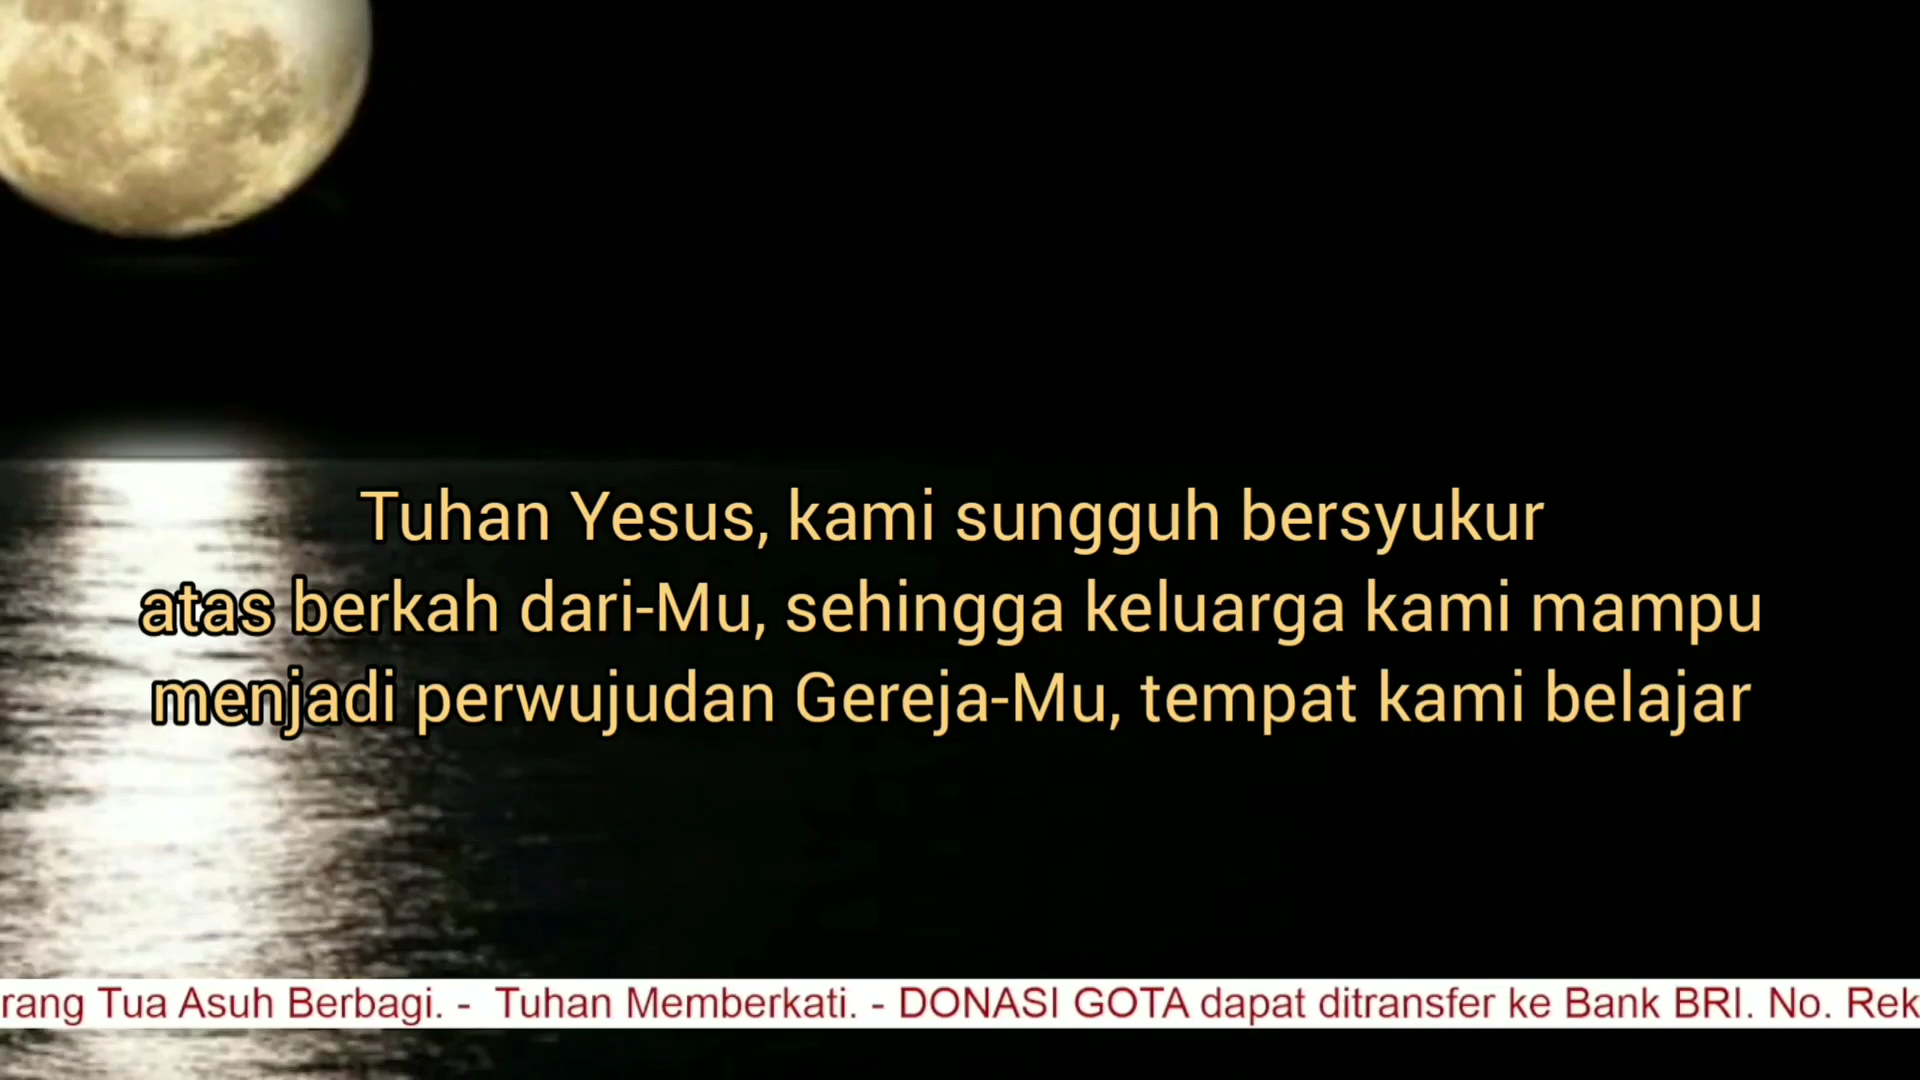 Tuhan Yesus, kami sungguh bersyukur
atas berkah dari-Mu, sehingga keluarga kami mampu
menjadi perwujudan Gereja-Mu, tempat kami belajar
rang Tua Asuh Berbagi. - Tuhan Memberkati. - DONASI GOTA dapat ditransfer ke Bank BRI. No. Rek